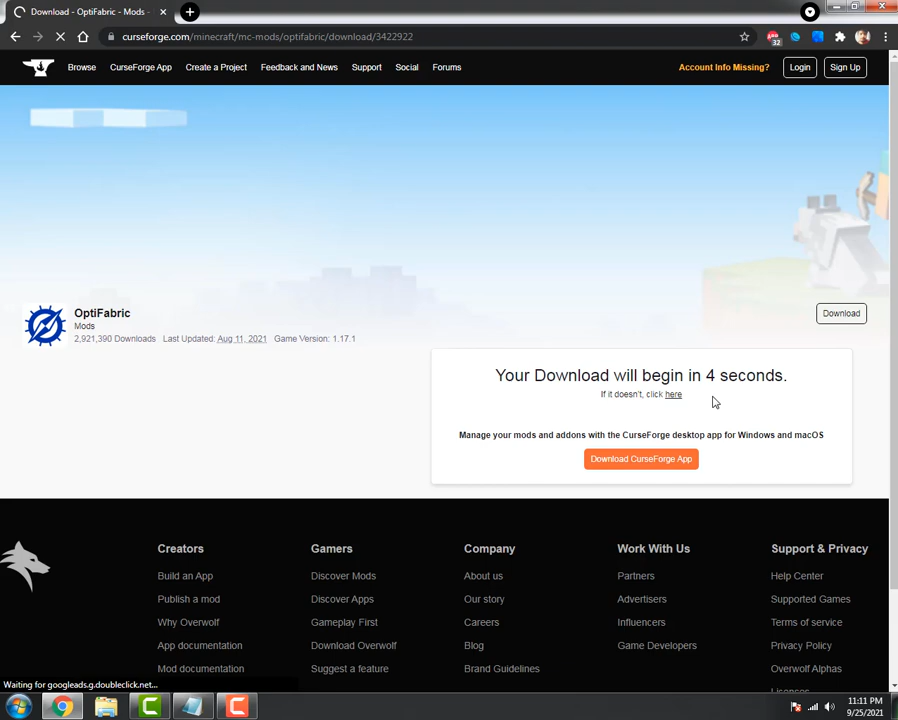 Download - OptiFabric - Mods -
curseforge.com/minecraft/mc-mods/optifabric/download/3422922
32
Browse CurseForge App Create a Project Feedback and News Support Social Forums Account Info Missing? Login Sign Up
OptiFabric
Mods
2,921,390 Downloads Last Updated: Aug 11, 2021 Game Version: 1.17.1
Download
Your Download will begin in 4 seconds.
If it doesn't, click here
Manage your mods and addons with the CurseForge desktop app for Windows and macOS
Download CurseForge App
Creators Gamers Company Work With Us Support & Privacy
Build an App Discover Mods About us Partners Help Center
Publish a mod Discover Apps Our story Advertisers Supported Games
Why Overwolf Gameplay First Careers Influencers Terms of service
App documentation Download Overwolf Blog Game Developers Privacy Policy
Mod documentation Suggest a feature Brand Guidelines Overwolf Alphas
Licenses
Waiting for googleads.g.doubleclick.net...
11:11 PM
9/25/2021